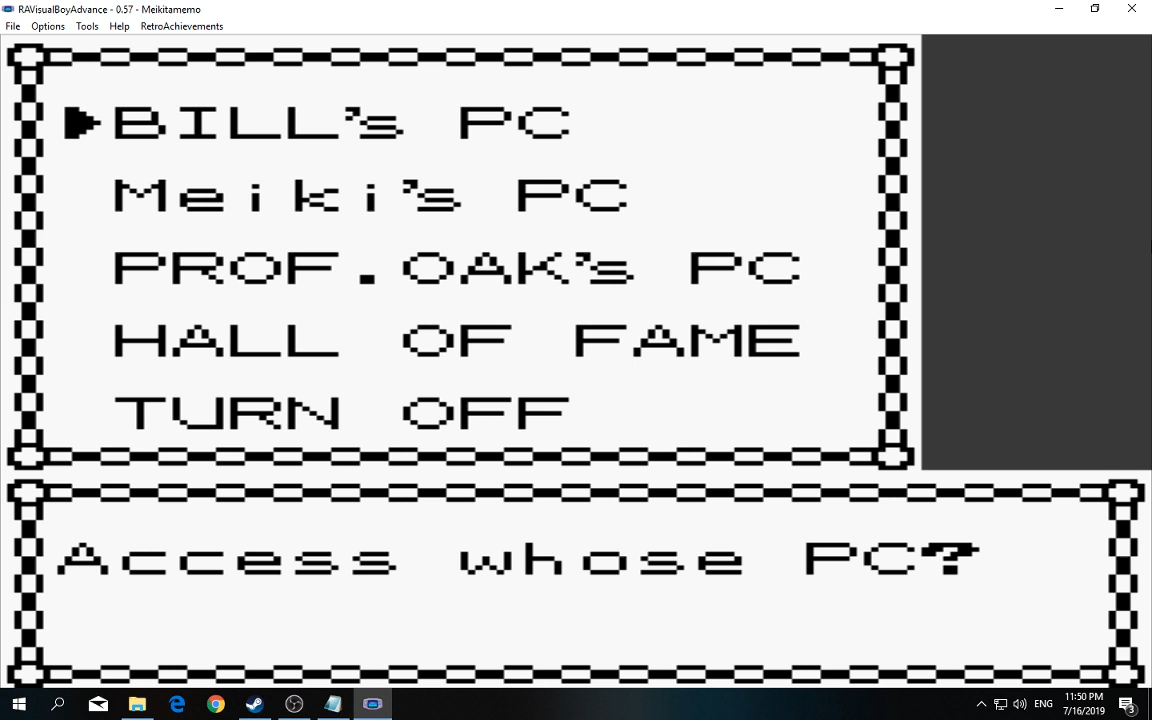 RAVisualBoyAdvance - 0.57 - Meikitamemo
File Options Tools Help RetroAchievements
BILL's PC
Meiki's PC
PROF.OAK's PC
HALL OF FAME
TURN OFF
Access whose PC?
ENG
11:50 PM
7/16/2019
3